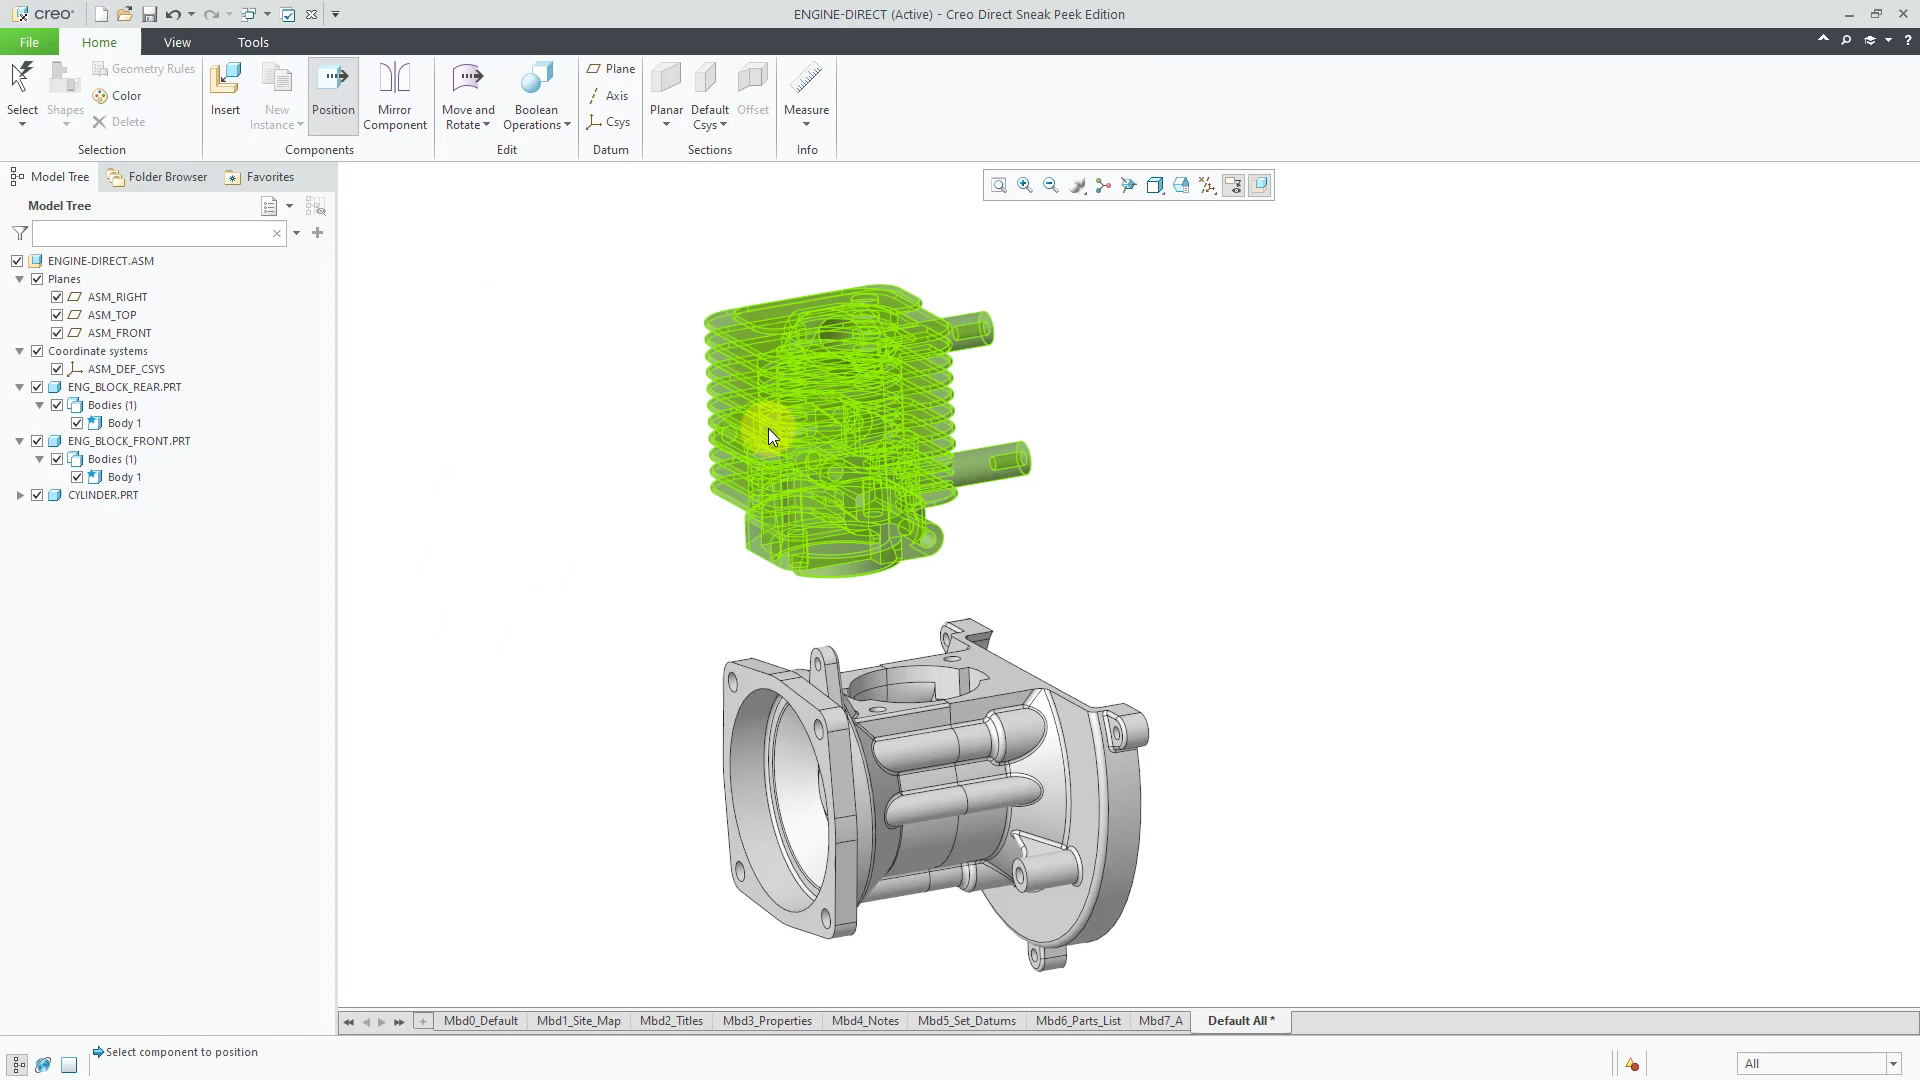 creo ENGINE-DIRECT (Active) - Creo Direct Sneak Peek Edition
File Home View Tools
Select
Shapes
Geometry Rules
Color
Delete
Selection
Insert
New
Instance
Position
Mirror
Component
Components
Move and
Rotate
Boolean
Operations
Edit
Plane
Axis
Csys
Datum
Planar
Default
Csys
Offset
Sections
Measure
Info
Model Tree Folder Browser Favorites
Model Tree
ENGINE-DIRECT.ASM
Planes
ASM_RIGHT
ASM_TOP
ASM_FRONT
Coordinate systems
ASM_DEF_CSYS
ENG_BLOCK_REAR.PRT
Bodies (1)
Body 1
ENG_BLOCK_FRONT.PRT
Bodies (1)
Body 1
CYLINDER.PRT
Mbd0_Default Mbd1_Site_Map Mbd2_Titles Mbd3_Properties Mbd4_Notes Mbd5_Set_Datums Mbd6_Parts_List Mbd7_A Default All *
Select component to position
All